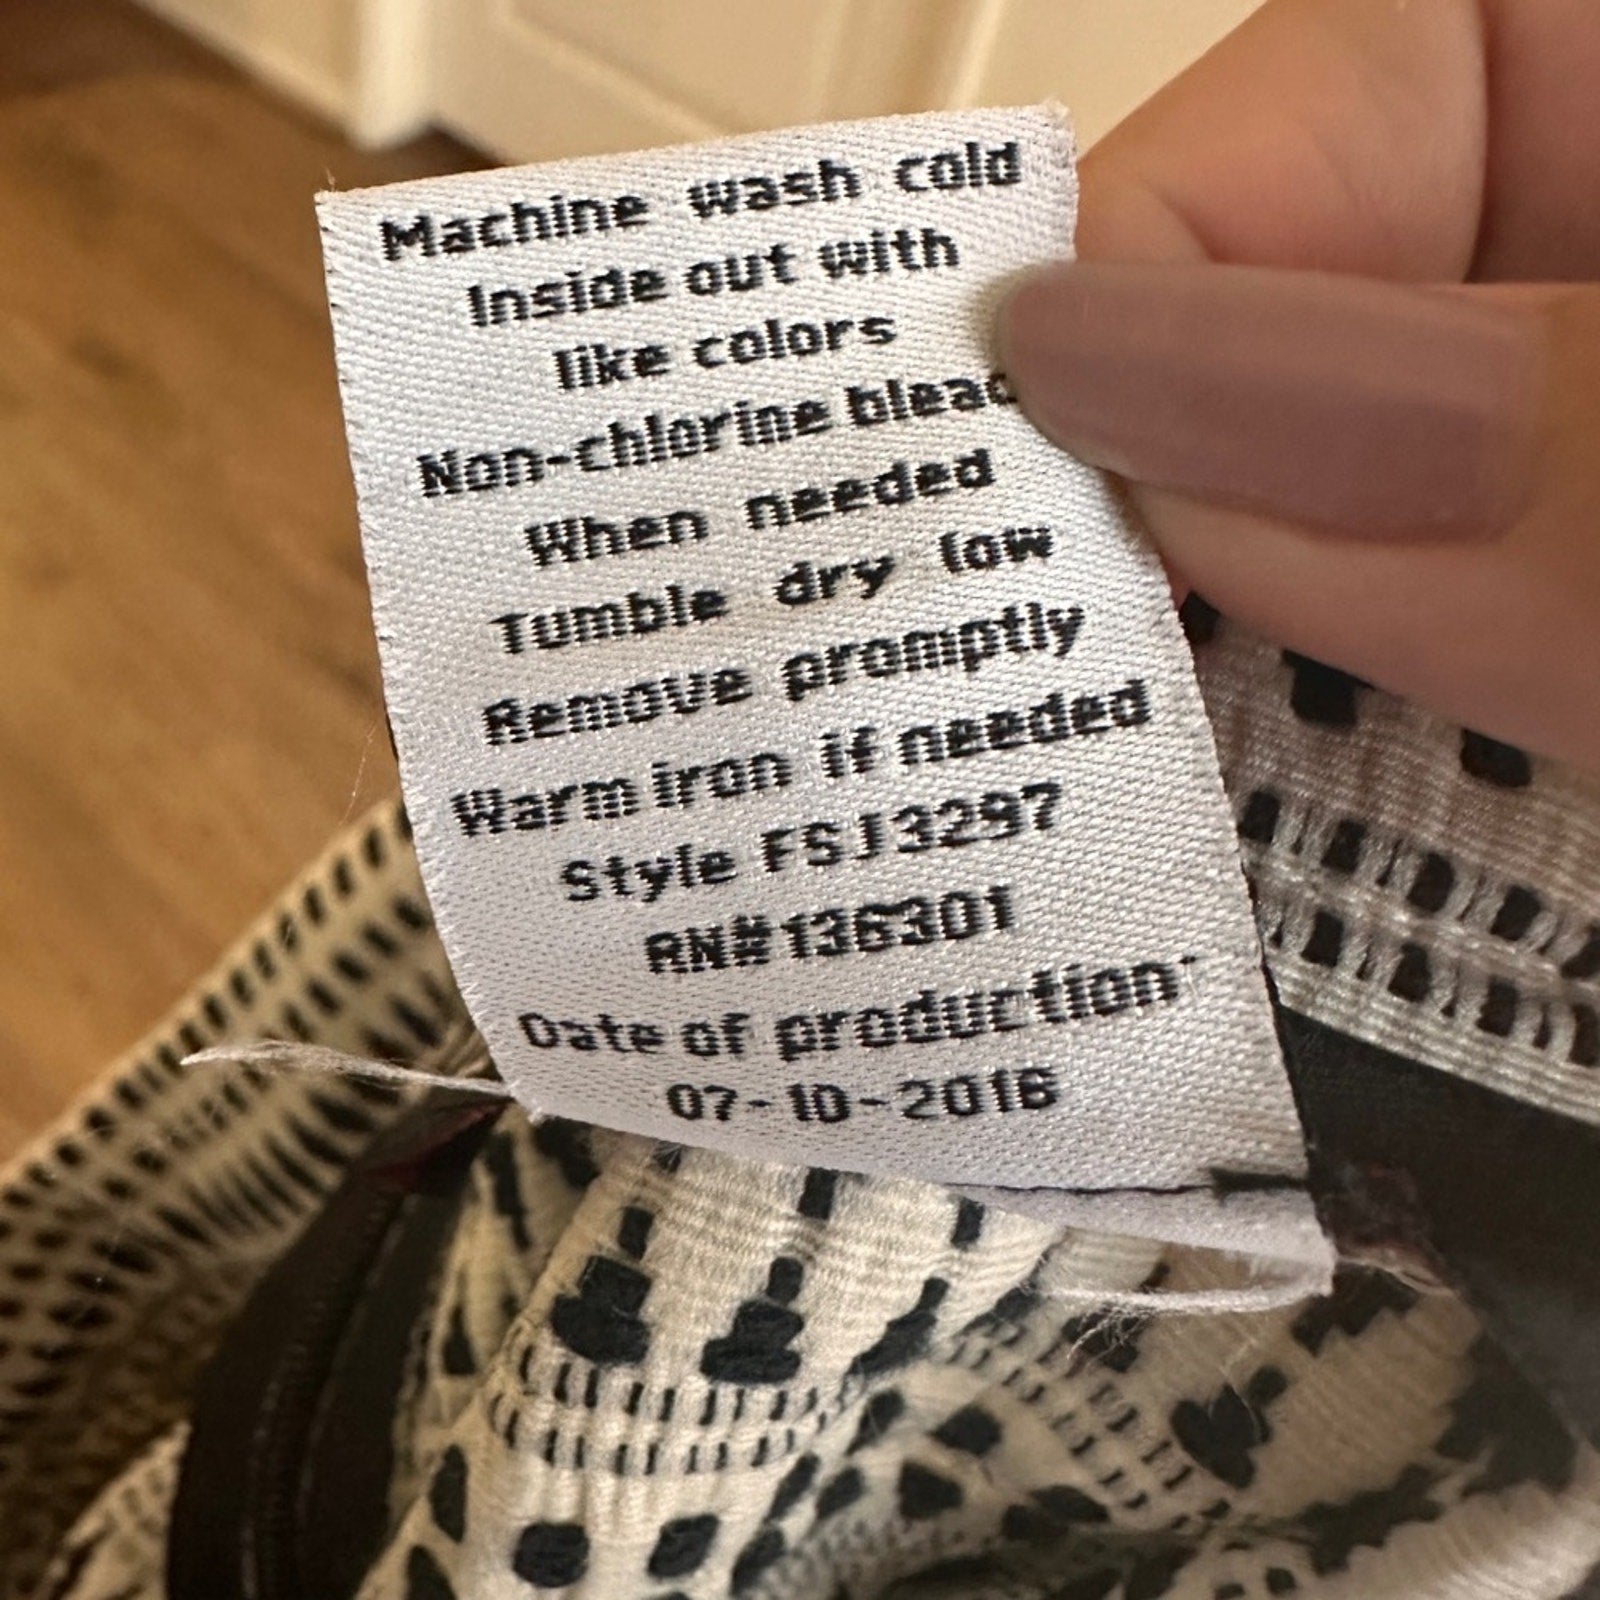 Machine wash cold
Inside out with
like colors
Non-chlorine bleac
When needed
Tumble dry low
Remove promptly
Warm iron if needed
Style FSJ3297
RN#136301
Date of production
07-10-2016